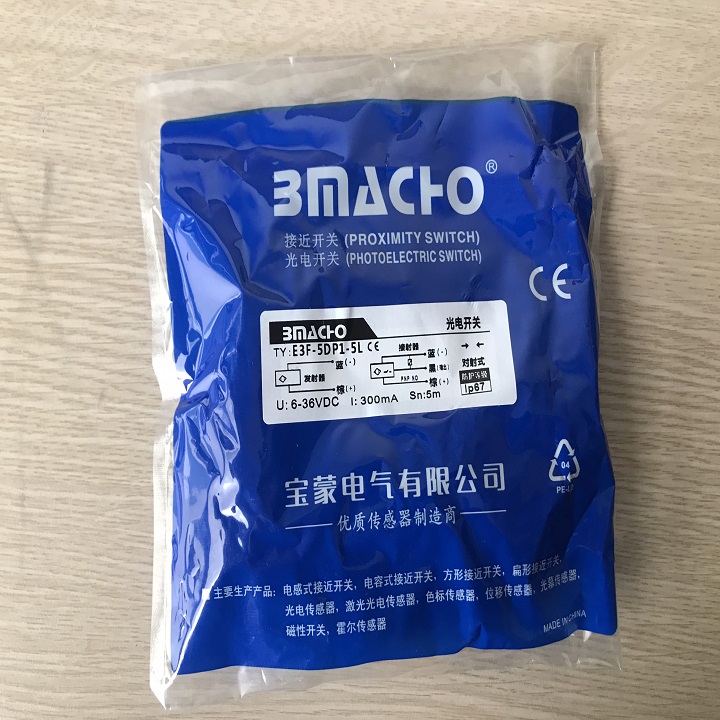 3MACHO®
接近开关 (PROXIMITY SWITCH)
光电开关 (PHOTOELECTRIC SWITCH)
CE
3MACHO 光电开关
TY: E3F-5DP1-5L CE
接射器
蓝(-) 蓝(-)
发射器 黑(输出) 对射式
棕(+) PNP NO 棕(+)
防护等级
Ip67
U: 6-36VDC I: 300mA Sn: 5m
宝蒙电气有限公司
优质传感器制造商
04
主要生产产品: 电感式接近开关, 电容式接近开关, 方形接近开关, 扁形接近开关,
光电传感器, 激光光电传感器, 色标传感器, 位移传感器, 光幕传感器,
磁性开关, 霍尔传感器
MADE IN CHINA